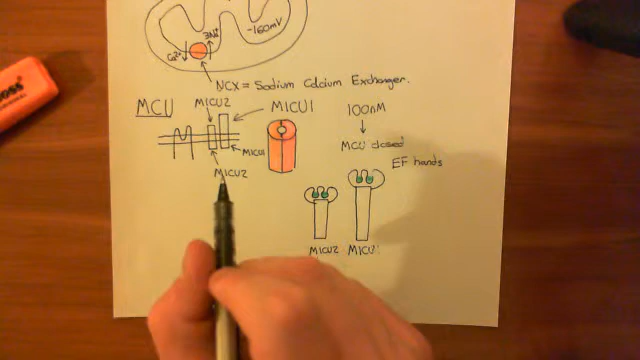 3Na⁺
-160mV
Ca²⁺
NCX = Sodium Calcium Exchanger.
MCU
MICU2
MICU1
100nM
MCU closed
MICU1
EF hands
MICU2
MICU2 MICU1